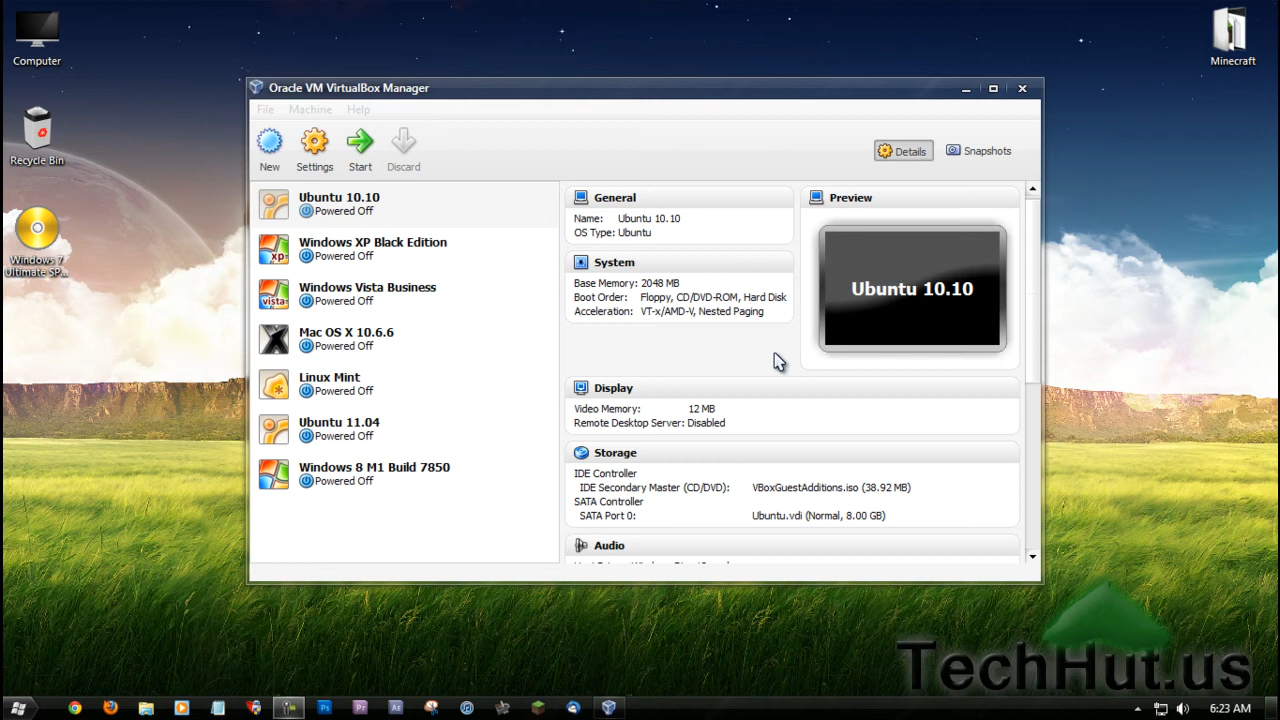 Computer
Recycle Bin
Windows 7
Ultimate SP...
Minecraft
Oracle VM VirtualBox Manager
File Machine Help
New Settings Start Discard
Details Snapshots
Ubuntu 10.10
Powered Off
Windows XP Black Edition
Powered Off
Windows Vista Business
Powered Off
Mac OS X 10.6.6
Powered Off
Linux Mint
Powered Off
Ubuntu 11.04
Powered Off
Windows 8 M1 Build 7850
Powered Off
General
Name: Ubuntu 10.10
OS Type: Ubuntu
System
Base Memory: 2048 MB
Boot Order: Floppy, CD/DVD-ROM, Hard Disk
Acceleration: VT-x/AMD-V, Nested Paging
Preview
Ubuntu 10.10
Display
Video Memory: 12 MB
Remote Desktop Server: Disabled
Storage
IDE Controller
IDE Secondary Master (CD/DVD): VBoxGuestAdditions.iso (38.92 MB)
SATA Controller
SATA Port 0: Ubuntu.vdi (Normal, 8.00 GB)
Audio
TechHut.us
Ps Pr Ae
6:23 AM